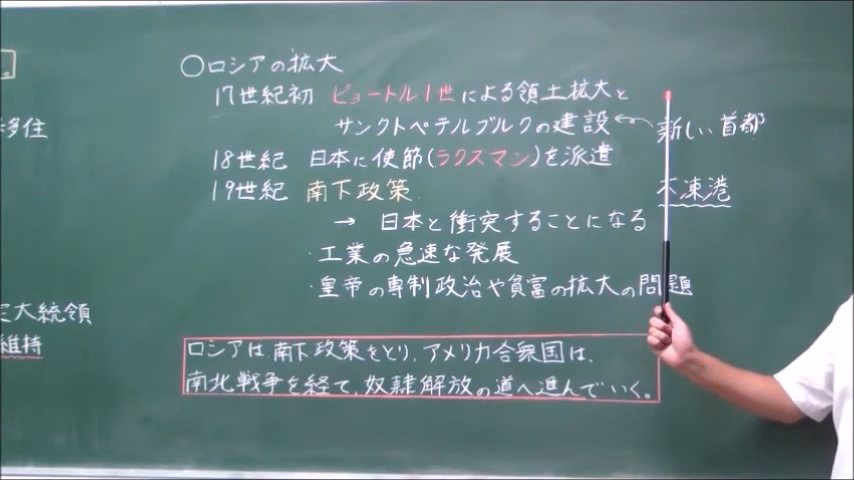 移住
大統領
維持
○ロシアの拡大
17世紀初 ピョートル1世による領土拡大と
サンクトペテルブルクの建設 ← 新しい首都
18世紀 日本に使節(ラクスマン)を派遣
19世紀 南下政策 不凍港
→ 日本と衝突することになる
・工業の急速な発展
・皇帝の専制政治や貧富の拡大の問題
ロシアは、南下政策をとり、アメリカ合衆国は、
南北戦争を経て、奴隷解放の道へ進んでいく。